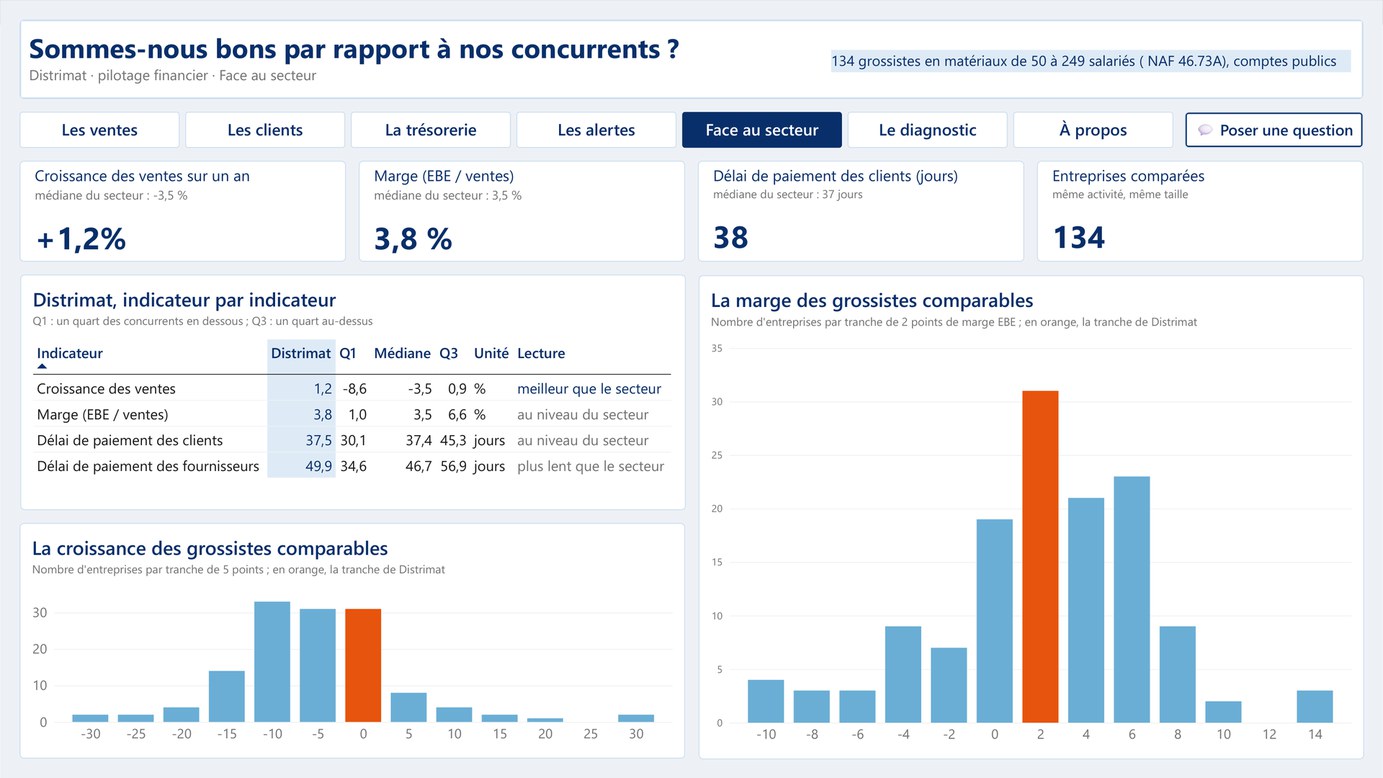 Sommes-nous bons par rapport à nos concurrents ?
Distrimat · pilotage financier · Face au secteur
134 grossistes en matériaux de 50 à 249 salariés ( NAF 46.73A), comptes publics
Les ventes
Les clients
La trésorerie
Les alertes
Face au secteur
Le diagnostic
À propos
Poser une question
Croissance des ventes sur un an
médiane du secteur : -3,5 %
+1,2%
Marge (EBE / ventes)
médiane du secteur : 3,5 %
3,8 %
Délai de paiement des clients (jours)
médiane du secteur : 37 jours
38
Entreprises comparées
même activité, même taille
134
Distrimat, indicateur par indicateur
Q1 : un quart des concurrents en dessous ; Q3 : un quart au-dessus
Indicateur Distrimat Q1 Médiane Q3 Unité Lecture
Croissance des ventes 1,2 -8,6 -3,5 0,9 % meilleur que le secteur
Marge (EBE / ventes) 3,8 1,0 3,5 6,6 % au niveau du secteur
Délai de paiement des clients 37,5 30,1 37,4 45,3 jours au niveau du secteur
Délai de paiement des fournisseurs 49,9 34,6 46,7 56,9 jours plus lent que le secteur
La croissance des grossistes comparables
Nombre d'entreprises par tranche de 5 points ; en orange, la tranche de Distrimat
30
20
10
0
-30 -25 -20 -15 -10 -5 0 5 10 15 20 25 30
La marge des grossistes comparables
Nombre d'entreprises par tranche de 2 points de marge EBE ; en orange, la tranche de Distrimat
35
30
25
20
15
10
5
0
-10 -8 -6 -4 -2 0 2 4 6 8 10 12 14